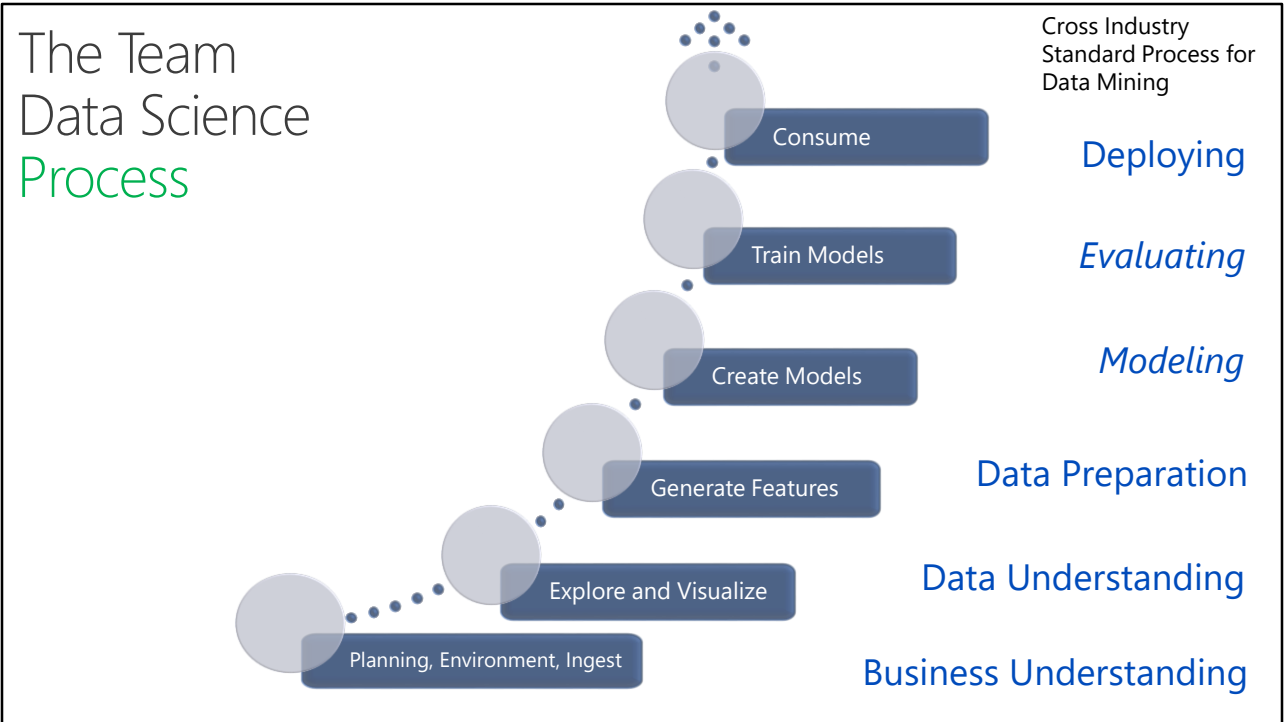 The Team
Data Science
Process
Cross Industry
Standard Process for
Data Mining
Consume
Deploying
Train Models
Evaluating
Create Models
Modeling
Generate Features
Data Preparation
Explore and Visualize
Data Understanding
Planning, Environment, Ingest
Business Understanding